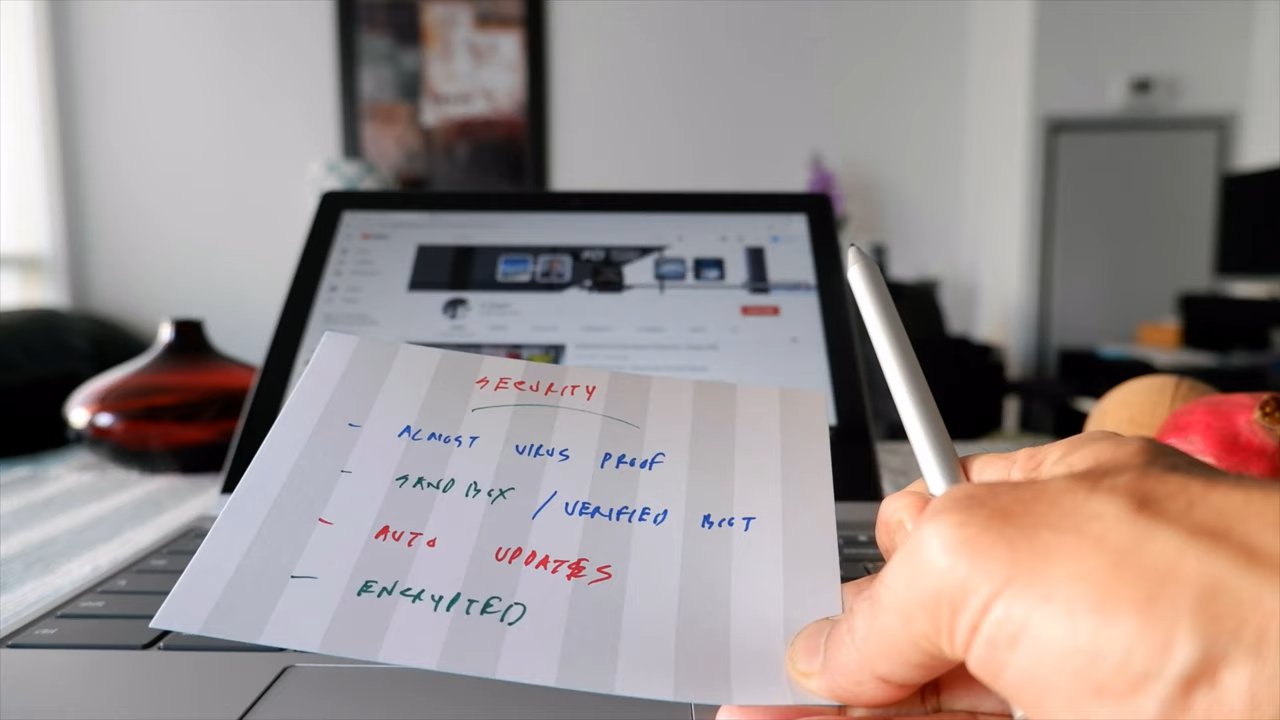 SECURITY
- ALMOST VIRUS PROOF
- SANDBOX / VERIFIED BOOT
- AUTO UPDATES
- ENCRYPTED